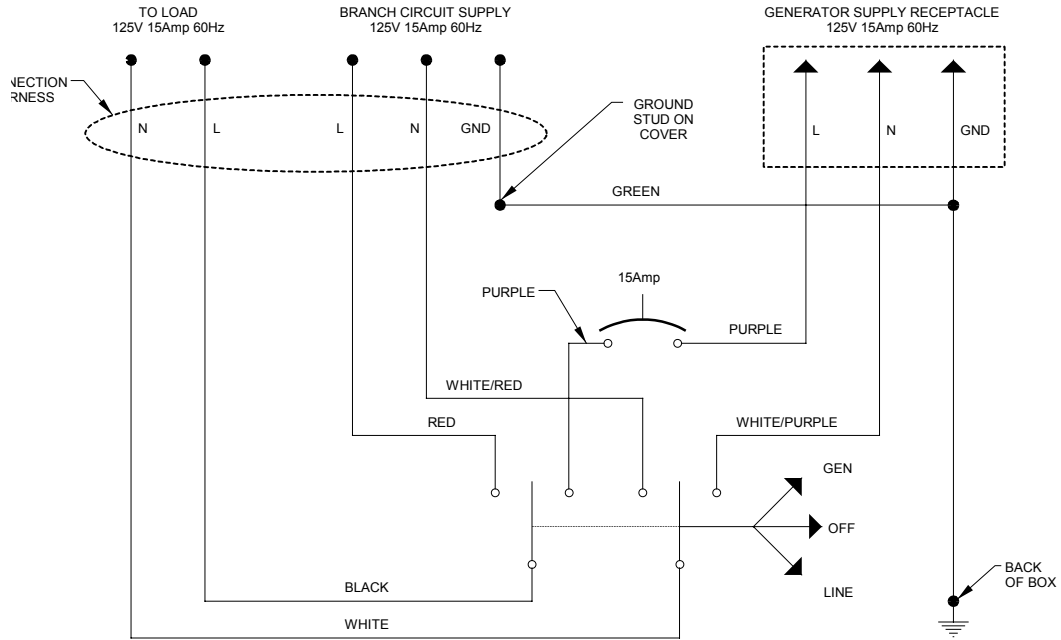 TO LOAD
125V 15Amp 60Hz
BRANCH CIRCUIT SUPPLY
125V 15Amp 60Hz
GENERATOR SUPPLY RECEPTACLE
125V 15Amp 60Hz
NECTION
RNESS
N
L
L
N
GND
GROUND
STUD ON
COVER
L
N
GND
GREEN
15Amp
PURPLE
PURPLE
WHITE/RED
RED
WHITE/PURPLE
GEN
OFF
LINE
BLACK
WHITE
BACK
OF BOX